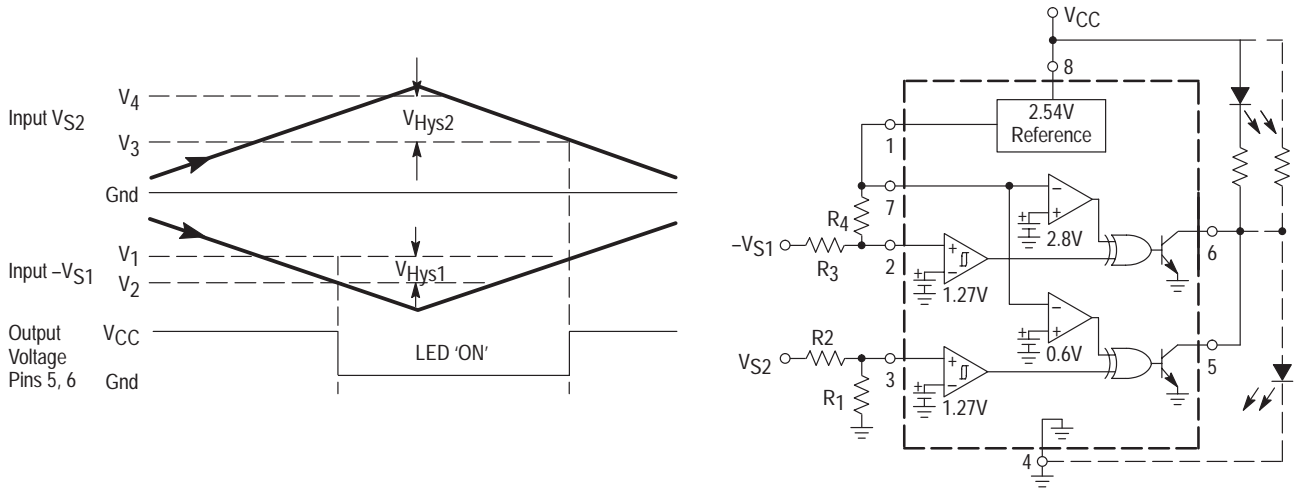 Input VS2
V4
V3
VHys2
Gnd
Input –VS1
V1
V2
VHys1
Output
Voltage
Pins 5, 6
VCC
Gnd
LED ‘ON’
VCC
8
2.54V
Reference
1
7
R4
–
+
+
2.8V
–VS1
R3
2
+
–
+
1.27V
6
–
+
+
0.6V
VS2
R2
R1
3
+
–
+
1.27V
5
4